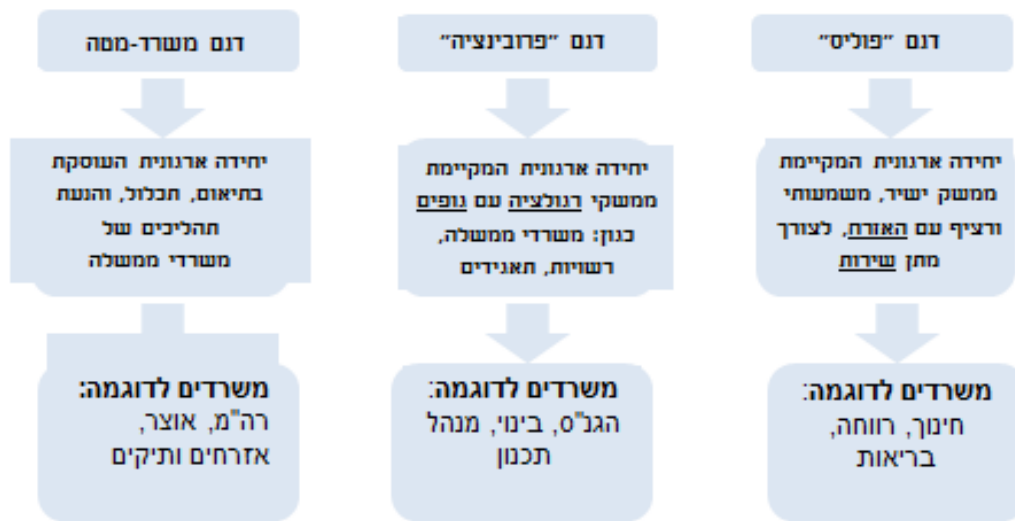 דגם "פוליס"
יחידה ארגונית המקיימת
ממשק ישיר, משמעותי
ורציף עם האזרח, לצורך
מתן שירות
משרדים לדוגמה:
חינוך, רווחה,
בריאות
דגם "פרובינציה"
יחידה ארגונית המקיימת
ממשקי רגולציה עם גופים
כגון: משרדי ממשלה,
רשויות, תאגידים
משרדים לדוגמה:
הגנ"ס, בינוי, מנהל
תכנון
דגם משרד-מטה
יחידה ארגונית העוסקת
בתיאום, תכלול, והנעת
תהליכים של
משרדי ממשלה
משרדים לדוגמה:
רה"מ, אוצר,
אזרחים ותיקים